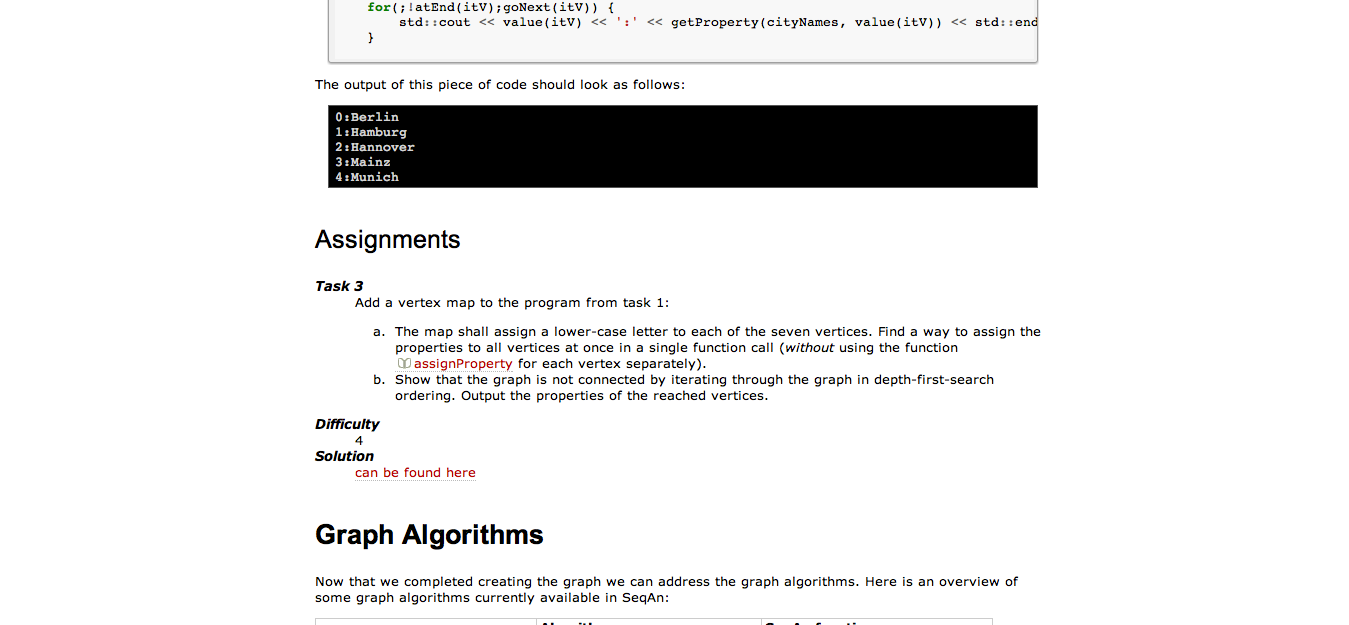 for(;!atEnd(itV);goNext(itV)) {
std::cout << value(itV) << ':' << getProperty(cityNames, value(itV)) << std::end
}
The output of this piece of code should look as follows:
0:Berlin
1:Hamburg
2:Hannover
3:Mainz
4:Munich
Assignments
Task 3
Add a vertex map to the program from task 1:
a. The map shall assign a lower-case letter to each of the seven vertices. Find a way to assign the
properties to all vertices at once in a single function call (without using the function
assignProperty for each vertex separately).
b. Show that the graph is not connected by iterating through the graph in depth-first-search
ordering. Output the properties of the reached vertices.
Difficulty
4
Solution
can be found here
Graph Algorithms
Now that we completed creating the graph we can address the graph algorithms. Here is an overview of
some graph algorithms currently available in SeqAn: